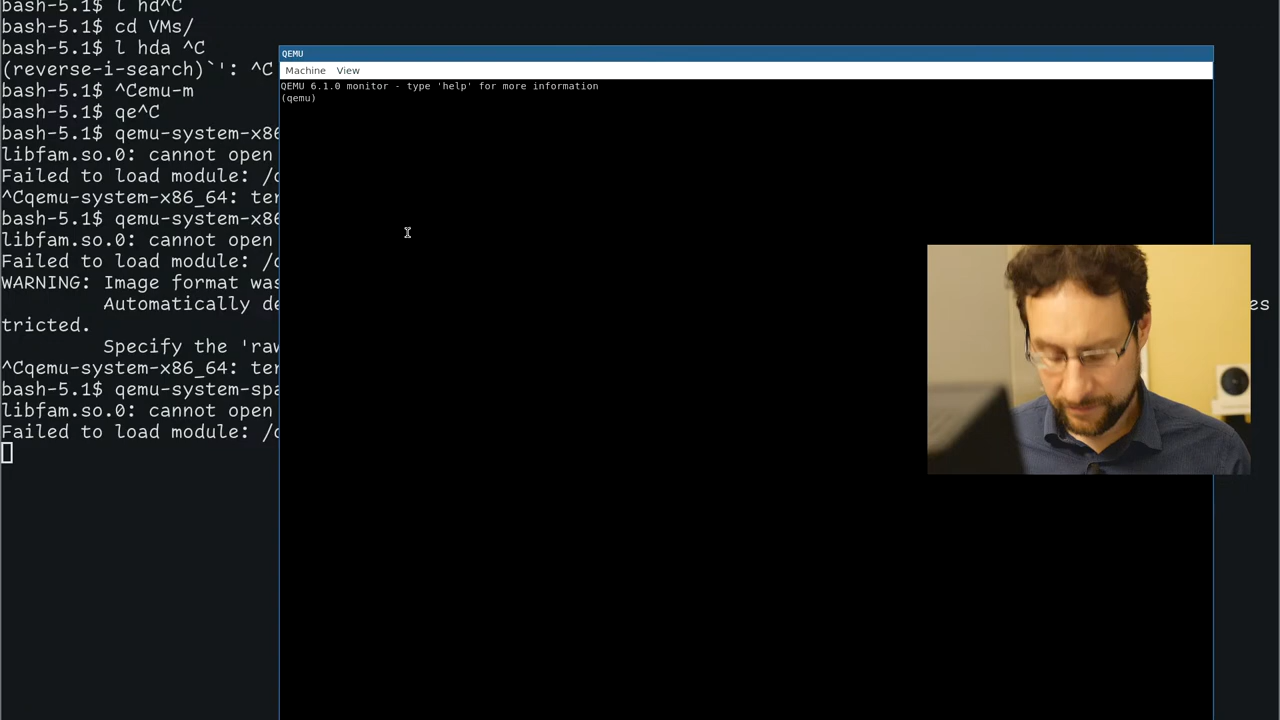 bash-5.1$ l hd^C
bash-5.1$ cd VMs/
bash-5.1$ l hda ^C
(reverse-i-search)`': ^C
bash-5.1$ ^Cemu-m
bash-5.1$ qe^C
bash-5.1$ qemu-system-x86
libfam.so.0: cannot open
Failed to load module: /
^Cqemu-system-x86_64: ter
bash-5.1$ qemu-system-x86
libfam.so.0: cannot open
Failed to load module: /
WARNING: Image format was
Automatically de
es
tricted.
Specify the 'raw
^Cqemu-system-x86_64: ter
bash-5.1$ qemu-system-spa
libfam.so.0: cannot open
Failed to load module: /
QEMU
Machine View
QEMU 6.1.0 monitor - type 'help' for more information
(qemu)